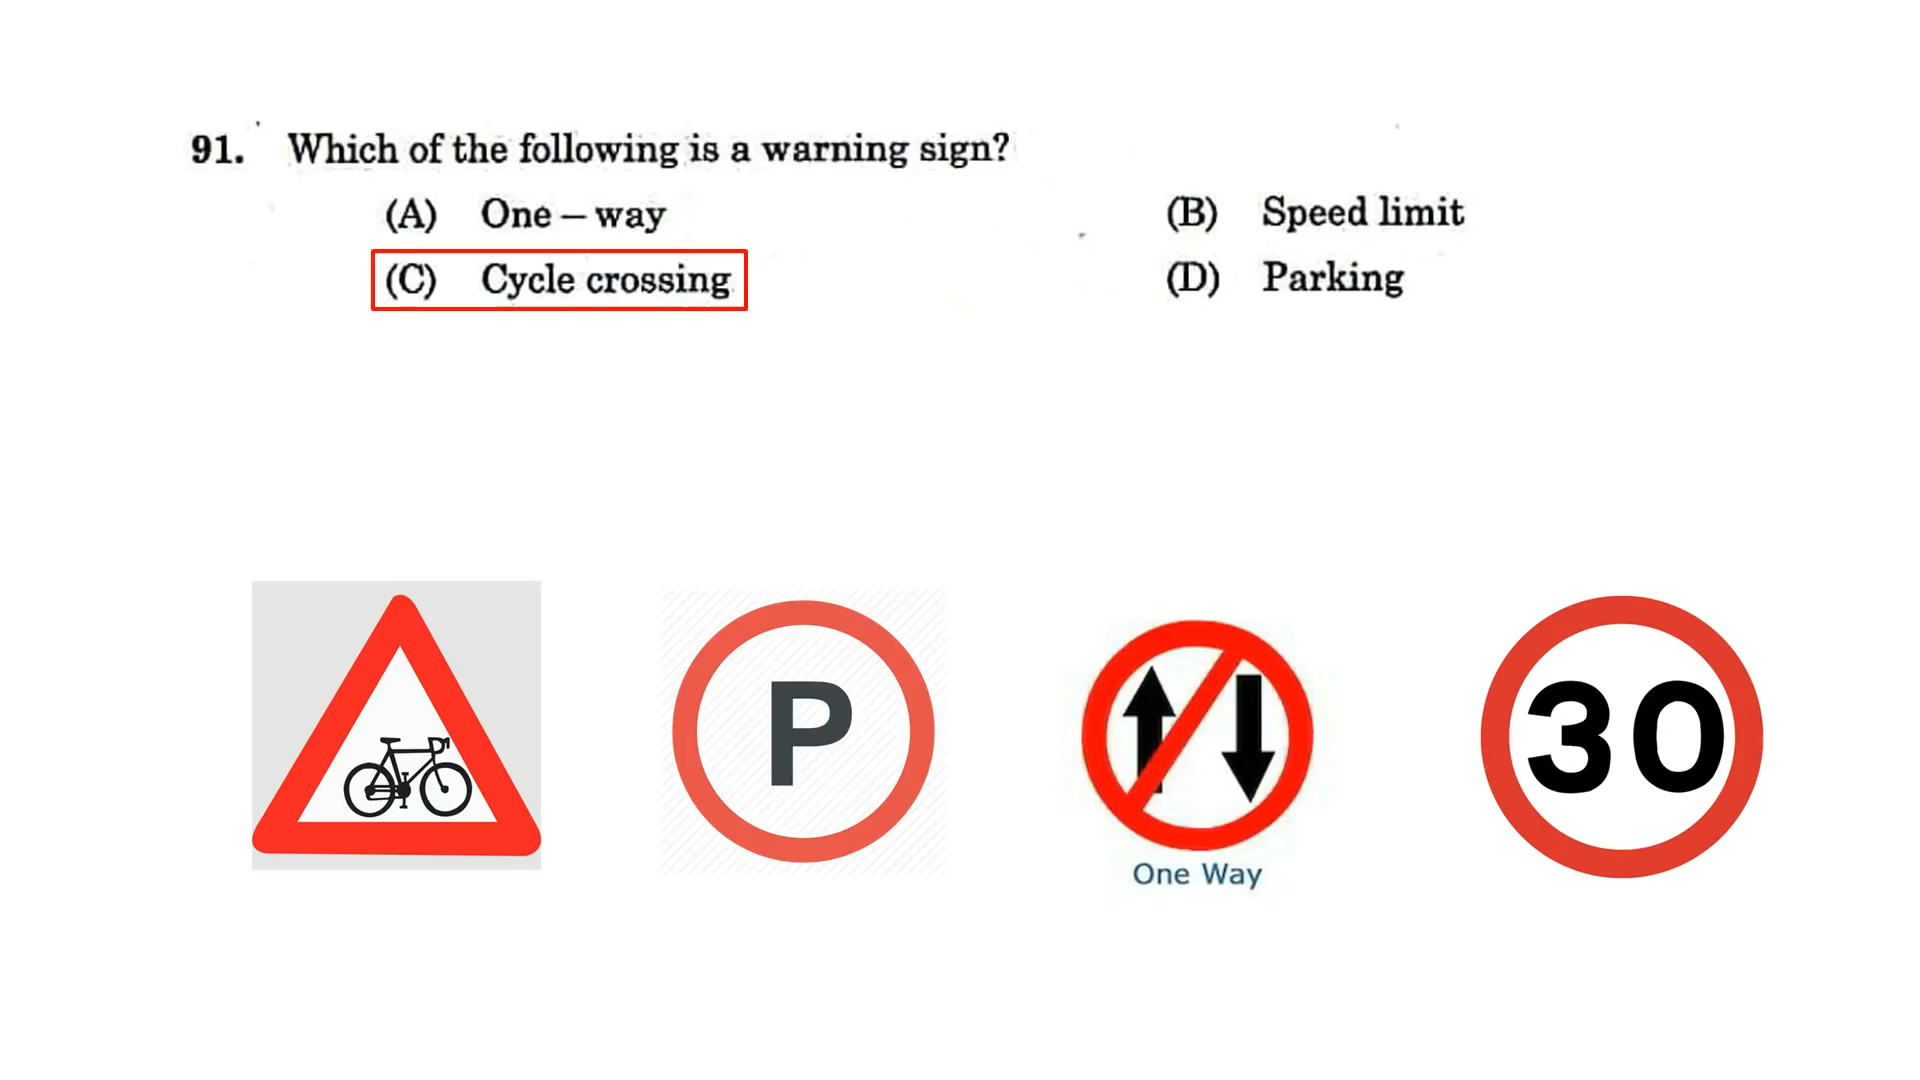 91. Which of the following is a warning sign?
(A) One – way (B) Speed limit
(C) Cycle crossing (D) Parking
P 30
One Way